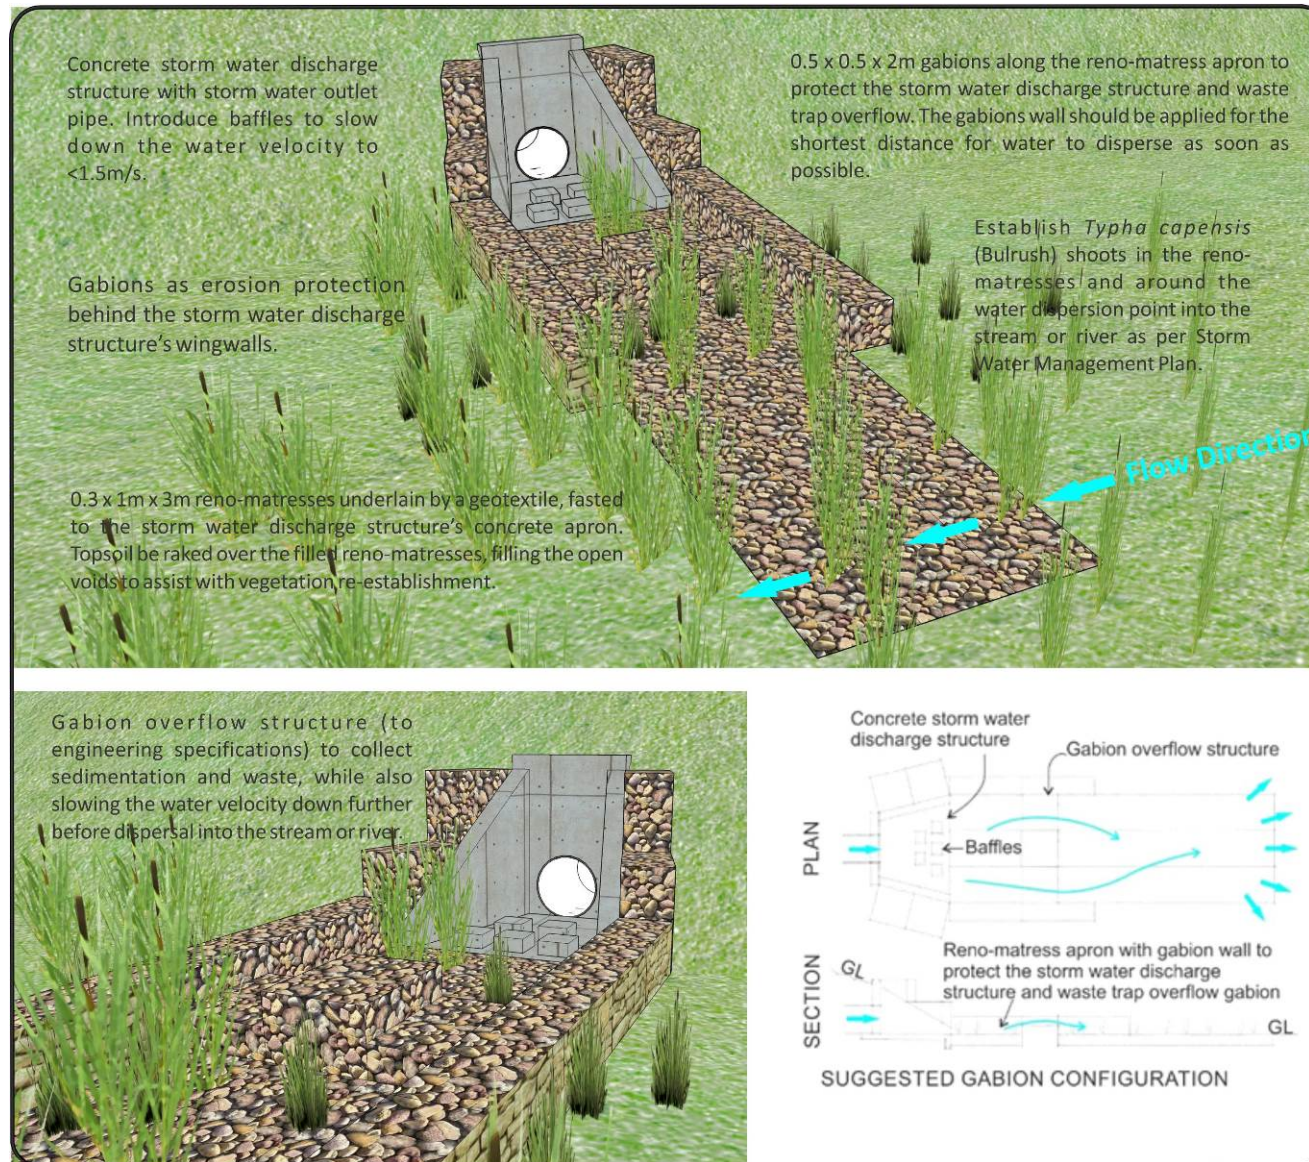 Concrete storm water discharge
structure with storm water outlet
pipe. Introduce baffles to slow
down the water velocity to
<1.5m/s.
0.5 x 0.5 x 2m gabions along the reno-matress apron to
protect the storm water discharge structure and waste
trap overflow. The gabions wall should be applied for the
shortest distance for water to disperse as soon as
possible.
Establish Typha capensis
(Bulrush) shoots in the reno-
matresses and around the
water dispersion point into the
stream or river as per Storm
Water Management Plan.
Gabions as erosion protection
behind the storm water discharge
structure's wingwalls.
Flow Direction
0.3 x 1m x 3m reno-matresses underlain by a geotextile, fasted
to the storm water discharge structure's concrete apron.
Topsoil be raked over the filled reno-matresses, filling the open
voids to assist with vegetation re-establishment.
Gabion overflow structure (to
engineering specifications) to collect
sedimentation and waste, while also
slowing the water velocity down further
before dispersal into the stream or river.
Concrete storm water
discharge structure
Gabion overflow structure
PLAN
Baffles
Reno-matress apron with gabion wall to
protect the storm water discharge
structure and waste trap overflow gabion
SECTION
GL
GL
SUGGESTED GABION CONFIGURATION